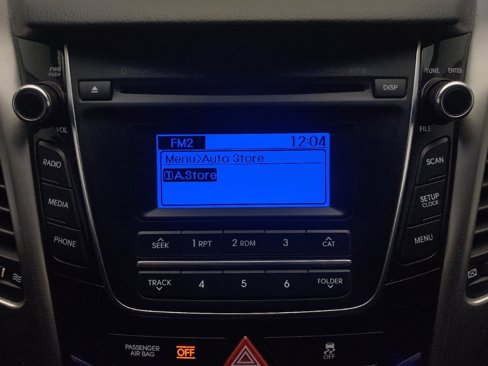 PWR
PUSH
VOL
DISP
TUNE ENTER
FILE
FM2 12:04
Menu>Auto Store
①A.Store
RADIO
MEDIA
PHONE
SCAN
SETUP
CLOCK
MENU
SEEK 1 RPT 2 RDM 3 CAT
TRACK 4 5 6 FOLDER
PASSENGER
AIR BAG OFF
OFF